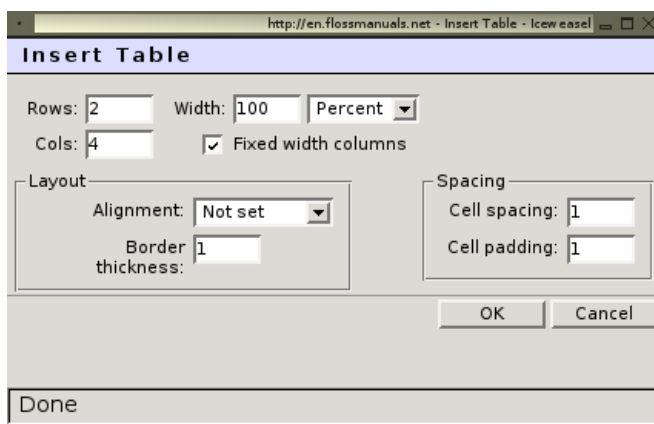 http://en.flossmanuals.net - Insert Table - Iceweasel
Insert Table
Rows: 2 Width: 100 Percent
Cols: 4 Fixed width columns
Layout
Alignment: Not set
Border thickness: 1
Spacing
Cell spacing: 1
Cell padding: 1
OK Cancel
Done